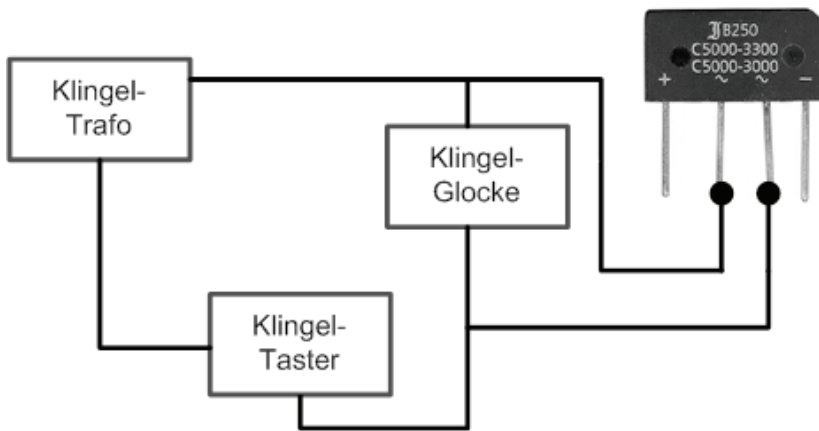 Klingel-
Trafo
Klingel-
Glocke
Klingel-
Taster
B250
C5000-3300
C5000-3000
+ ~ ~ -